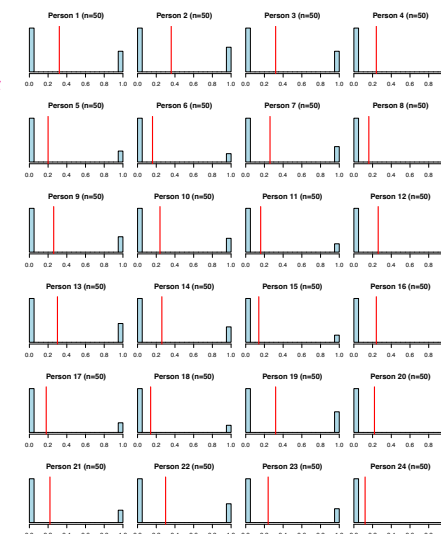 Person 1 (n=50) Person 2 (n=50) Person 3 (n=50) Person 4 (n=50)
0.0 0.2 0.4 0.6 0.8 1.0 0.0 0.2 0.4 0.6 0.8 1.0 0.0 0.2 0.4 0.6 0.8 1.0 0.0 0.2 0.4 0.6 0.8
Person 5 (n=50) Person 6 (n=50) Person 7 (n=50) Person 8 (n=50)
0.0 0.2 0.4 0.6 0.8 1.0 0.0 0.2 0.4 0.6 0.8 1.0 0.0 0.2 0.4 0.6 0.8 1.0 0.0 0.2 0.4 0.6 0.8
Person 9 (n=50) Person 10 (n=50) Person 11 (n=50) Person 12 (n=50)
0.0 0.2 0.4 0.6 0.8 1.0 0.0 0.2 0.4 0.6 0.8 1.0 0.0 0.2 0.4 0.6 0.8 1.0 0.0 0.2 0.4 0.6 0.8
Person 13 (n=50) Person 14 (n=50) Person 15 (n=50) Person 16 (n=50)
0.0 0.2 0.4 0.6 0.8 1.0 0.0 0.2 0.4 0.6 0.8 1.0 0.0 0.2 0.4 0.6 0.8 1.0 0.0 0.2 0.4 0.6 0.8
Person 17 (n=50) Person 18 (n=50) Person 19 (n=50) Person 20 (n=50)
0.0 0.2 0.4 0.6 0.8 1.0 0.0 0.2 0.4 0.6 0.8 1.0 0.0 0.2 0.4 0.6 0.8 1.0 0.0 0.2 0.4 0.6 0.8
Person 21 (n=50) Person 22 (n=50) Person 23 (n=50) Person 24 (n=50)